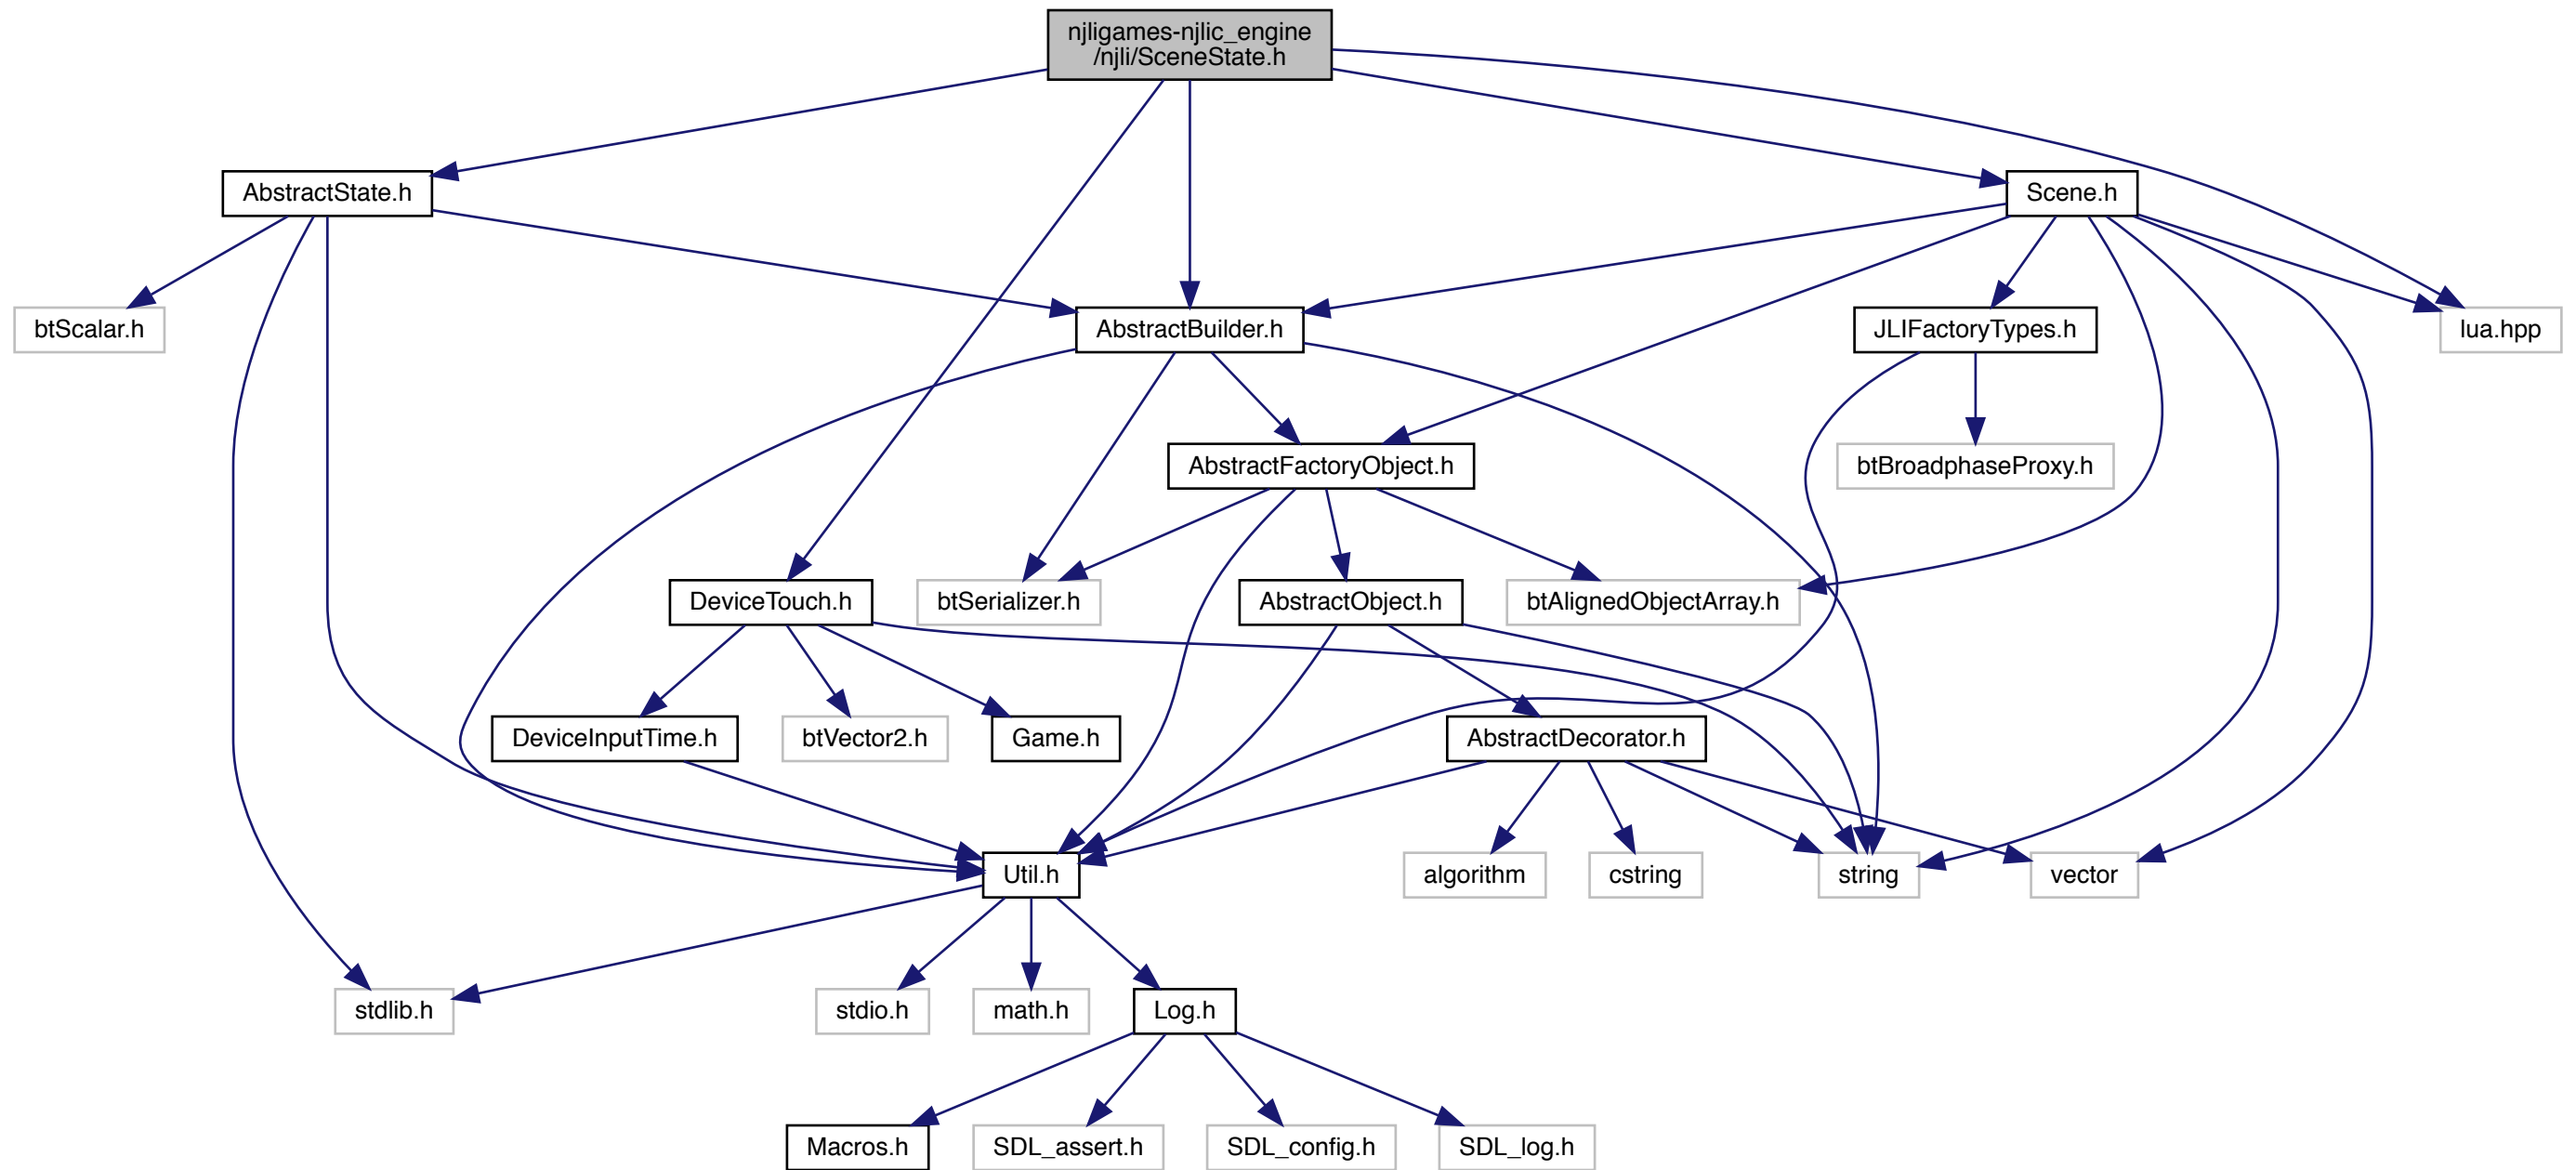 njligames-njlic_engine
/njli/SceneState.h
AbstractState.h
Scene.h
btScalar.h
AbstractBuilder.h
JLIFactoryTypes.h
lua.hpp
AbstractFactoryObject.h
btBroadphaseProxy.h
DeviceTouch.h
btSerializer.h
AbstractObject.h
btAlignedObjectArray.h
DeviceInputTime.h
btVector2.h
Game.h
AbstractDecorator.h
Util.h
algorithm
cstring
string
vector
stdlib.h
stdio.h
math.h
Log.h
Macros.h
SDL_assert.h
SDL_config.h
SDL_log.h